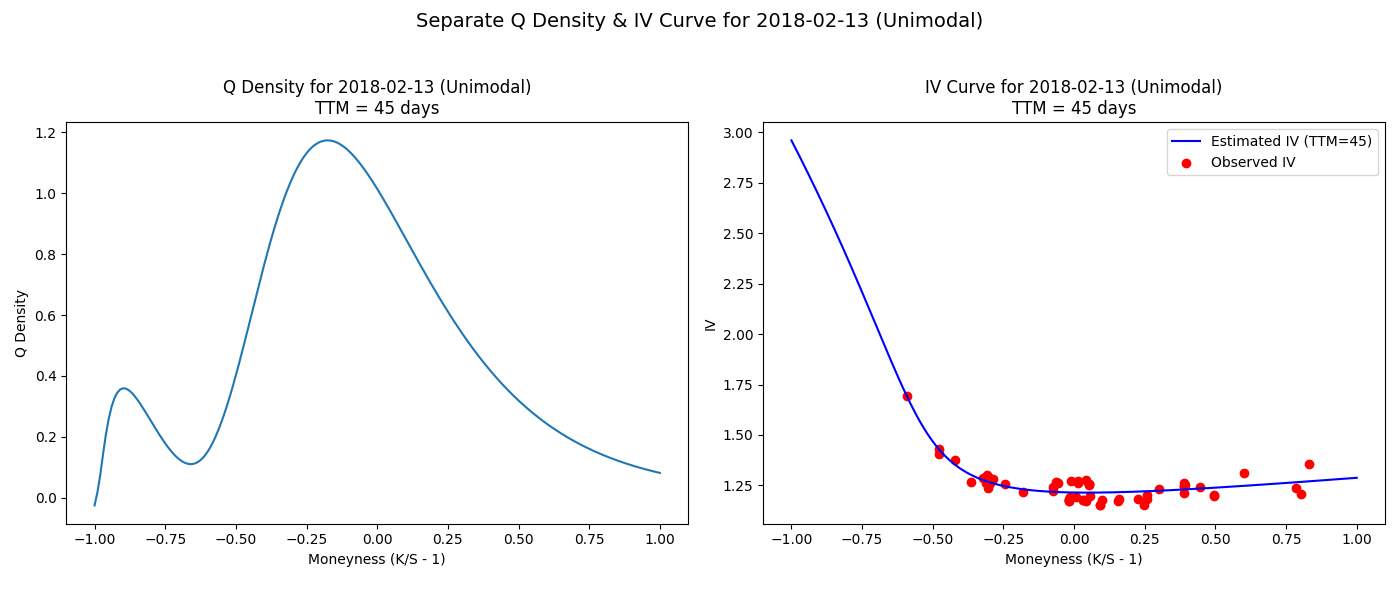 Separate Q Density & IV Curve for 2018-02-13 (Unimodal)
Q Density for 2018-02-13 (Unimodal)
TTM = 45 days
1.2
1.0
0.8
0.6
0.4
0.2
0.0
Q Density
−1.00 −0.75 −0.50 −0.25 0.00 0.25 0.50 0.75 1.00
Moneyness (K/S - 1)
IV Curve for 2018-02-13 (Unimodal)
TTM = 45 days
Estimated IV (TTM=45)
Observed IV
3.00
2.75
2.50
2.25
2.00
1.75
1.50
1.25
IV
−1.00 −0.75 −0.50 −0.25 0.00 0.25 0.50 0.75 1.00
Moneyness (K/S - 1)